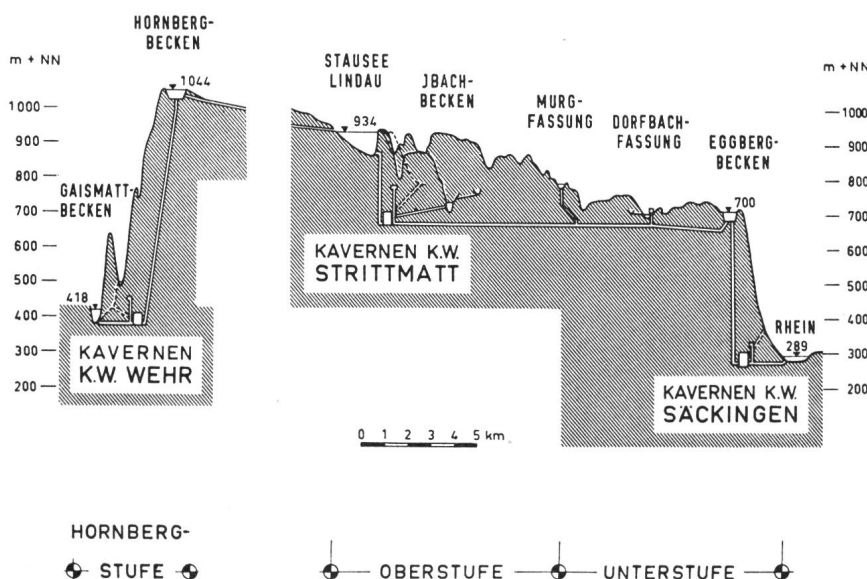 HORNBERG-
BECKEN
m + NN
1044
1000
900
800
700
600
500
400
300
200
GAISMATT-
BECKEN
418
KAVERNEN
K.W. WEHR
STAUSEE
LINDAU
934
JBACH-
BECKEN
MURG-
FASSUNG
DORFBACH-
FASSUNG
EGGBERG-
BECKEN
700
m + NN
1000
900
800
700
600
500
400
300
200
KAVERNEN K.W.
STRITTMATT
RHEIN
289
KAVERNEN K.W.
SÄCKINGEN
0 1 2 3 4 5 km
HORNBERG-
STUFE
OBERSTUFE
UNTERSTUFE